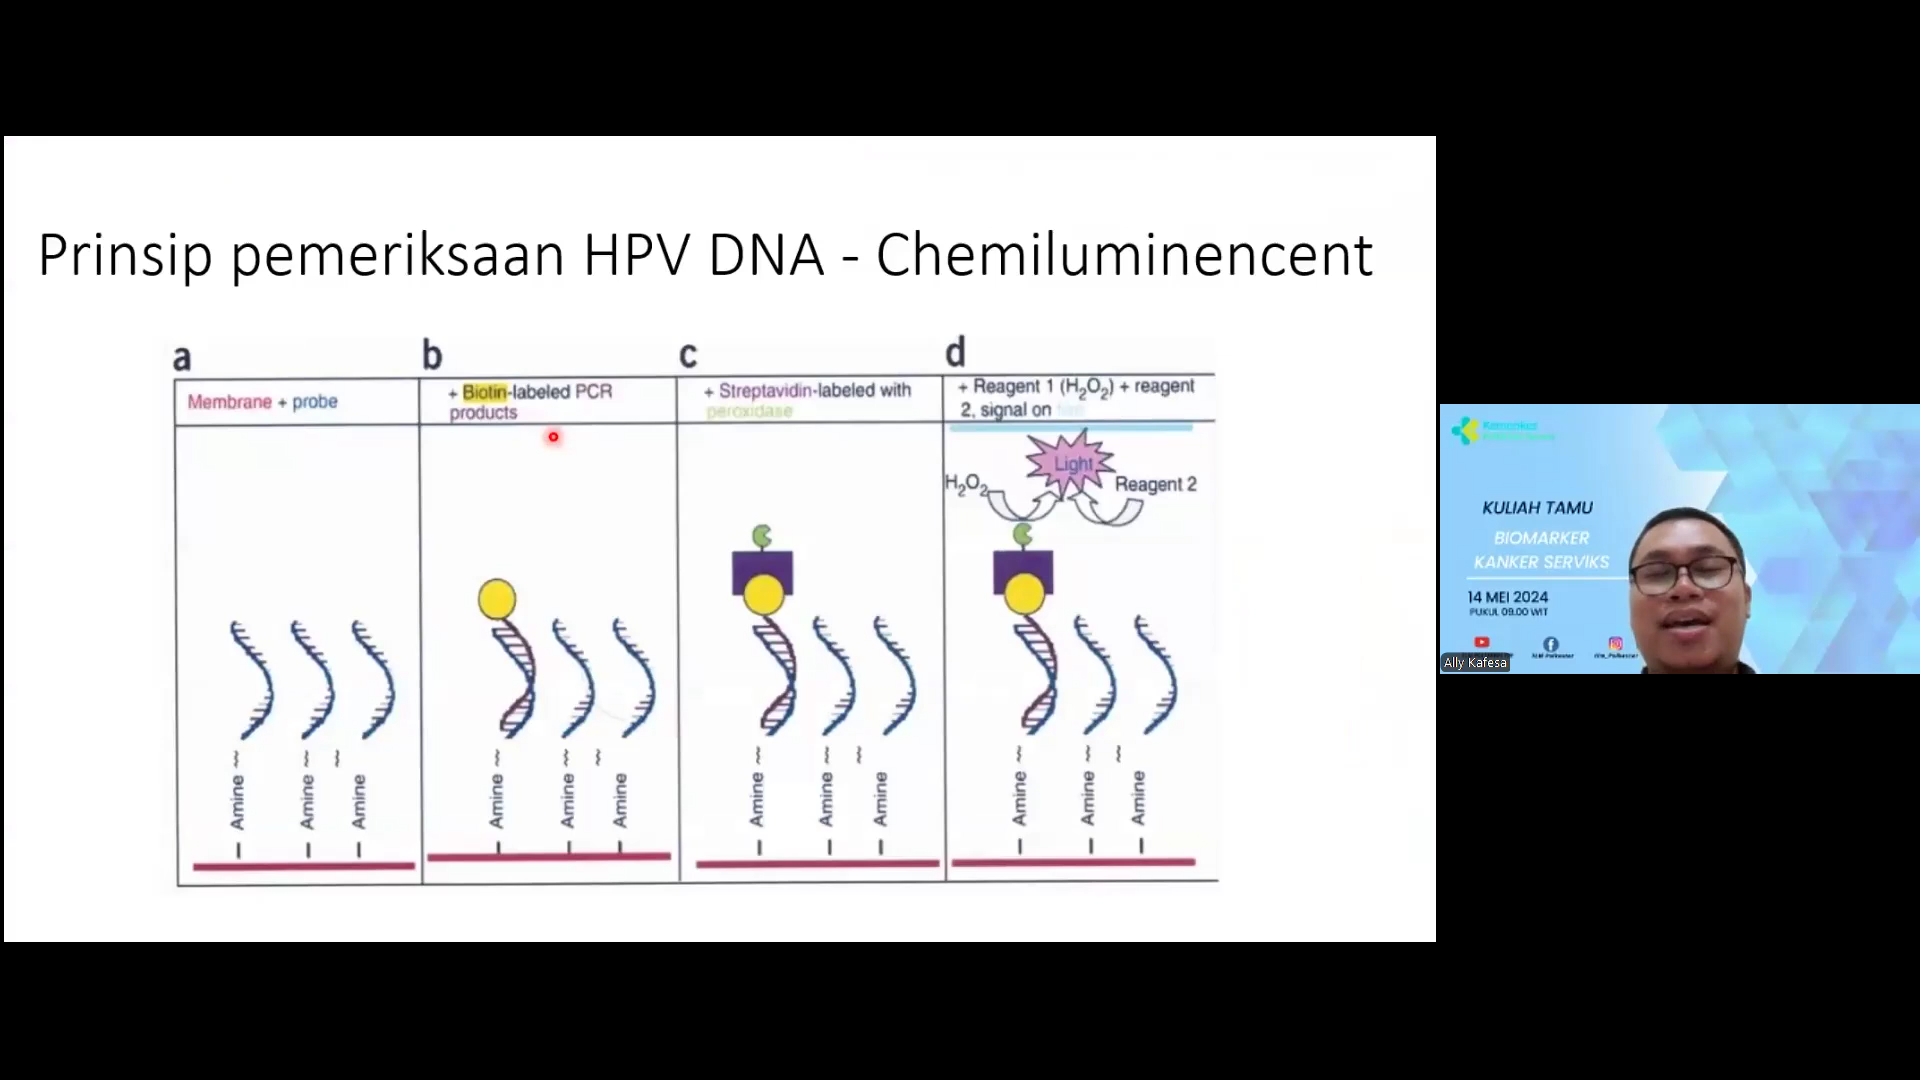 Prinsip pemeriksaan HPV DNA - Chemiluminencent
a
b
c
d
Membrane + probe
+ Biotin-labeled PCR
products
+ Streptavidin-labeled with
peroxidase
+ Reagent 1 (H₂O₂) + reagent
2, signal on
Light
H₂O₂
Reagent 2
Amine
Amine
Amine
Amine
Amine
Amine
Amine
Amine
Amine
Amine
Amine
Amine
Kemenkes
KULIAH TAMU
BIOMARKER
KANKER SERVIKS
14 MEI 2024
PUKUL 09.00 WIT
Ally Kafesa